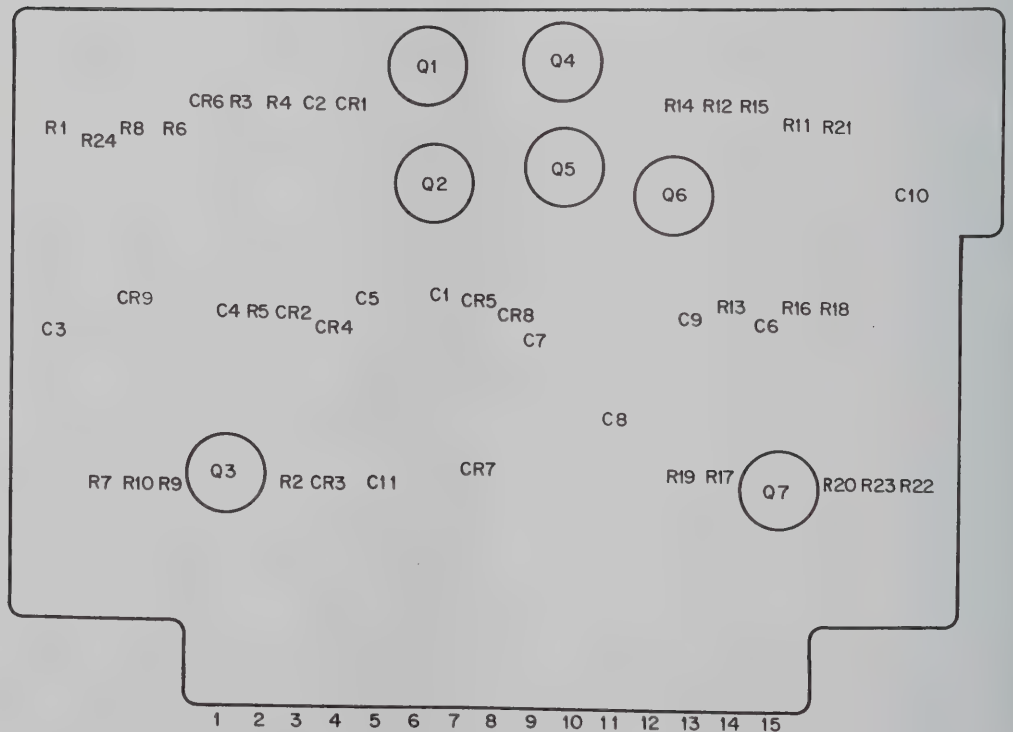 Q1 Q4
CR6 R3 R4 C2 CR1 R14 R12 R15
R1 R24 R8 R6 R11 R21
Q2 Q5 Q6 C10
CR9 C4 R5 CR2 CR4 C5 C1 CR5 CR8 C7 C9 R13 C6 R16 R18
C3
C8
R7 R10 R9 Q3 R2 CR3 C11 CR7 R19 R17 Q7 R20 R23 R22
1 2 3 4 5 6 7 8 9 10 11 12 13 14 15